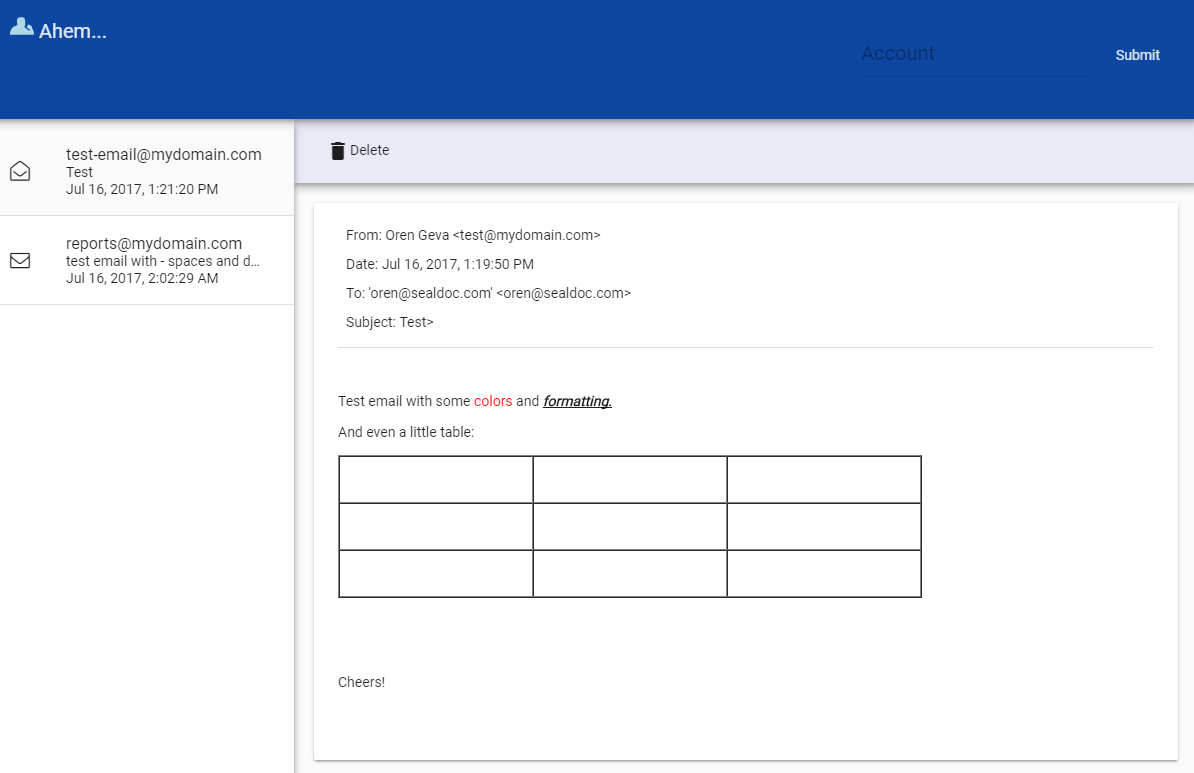 Ahem...
Account
Submit
test-email@mydomain.com
Test
Jul 16, 2017, 1:21:20 PM
reports@mydomain.com
test email with - spaces and d...
Jul 16, 2017, 2:02:29 AM
Delete
From: Oren Geva <test@mydomain.com>
Date: Jul 16, 2017, 1:19:50 PM
To: 'oren@sealdoc.com' <oren@sealdoc.com>
Subject: Test>
Test email with some colors and formatting.
And even a little table:
Cheers!